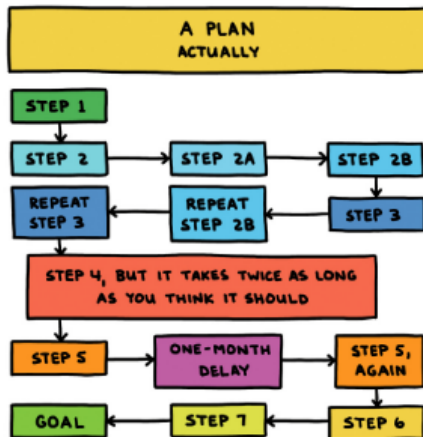 A PLAN
ACTUALLY
STEP 1
STEP 2
STEP 2A
STEP 2B
STEP 3
REPEAT
STEP 2B
REPEAT
STEP 3
STEP 4, BUT IT TAKES TWICE AS LONG
AS YOU THINK IT SHOULD
STEP 5
ONE-MONTH
DELAY
STEP 5,
AGAIN
STEP 6
STEP 7
GOAL